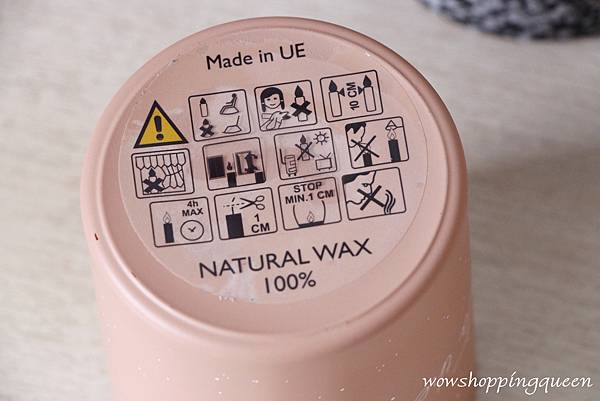 Made in UE
10 CM
4h
MAX
1
CM
STOP
MIN.1 CM
NATURAL WAX
100%
wowshoppingqueen